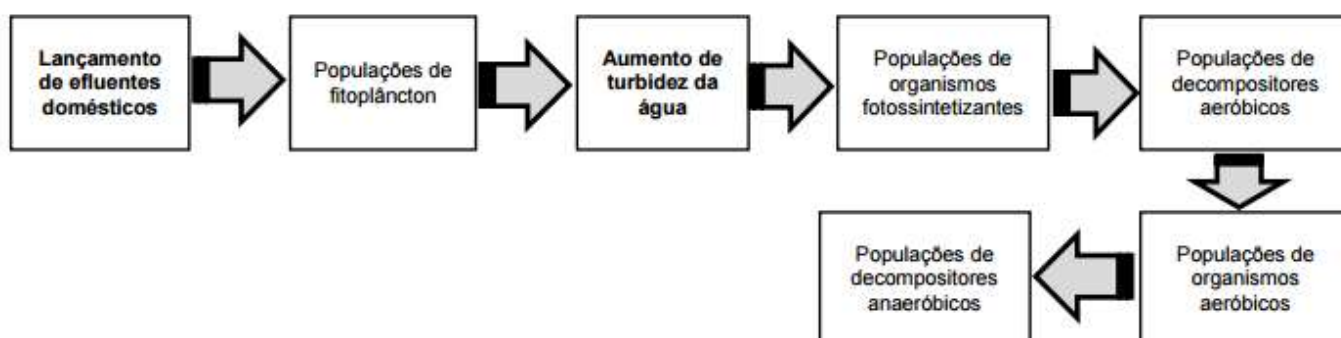 Lançamento
de efluentes
domésticos
Populações de
fitoplâncton
Aumento de
turbidez da
água
Populações de
organismos
fotossintetizantes
Populações de
decompositores
aeróbicos
Populações de
organismos
aeróbicos
Populações de
decompositores
anaeróbicos